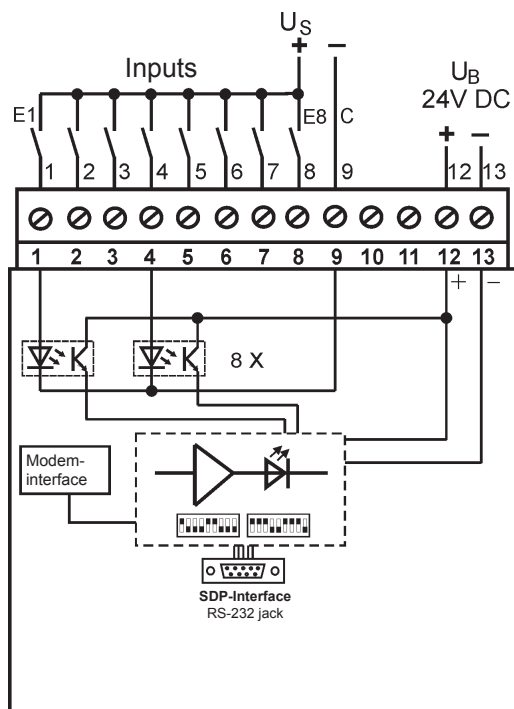 U_S
+ −
Inputs
U_B
24V DC
+ −
E1 E8 C
1 2 3 4 5 6 7 8 9 12 13
1 2 3 4 5 6 7 8 9 10 11 12 13
+ −
8 X
Modem-
interface
SDP-Interface
RS-232 jack